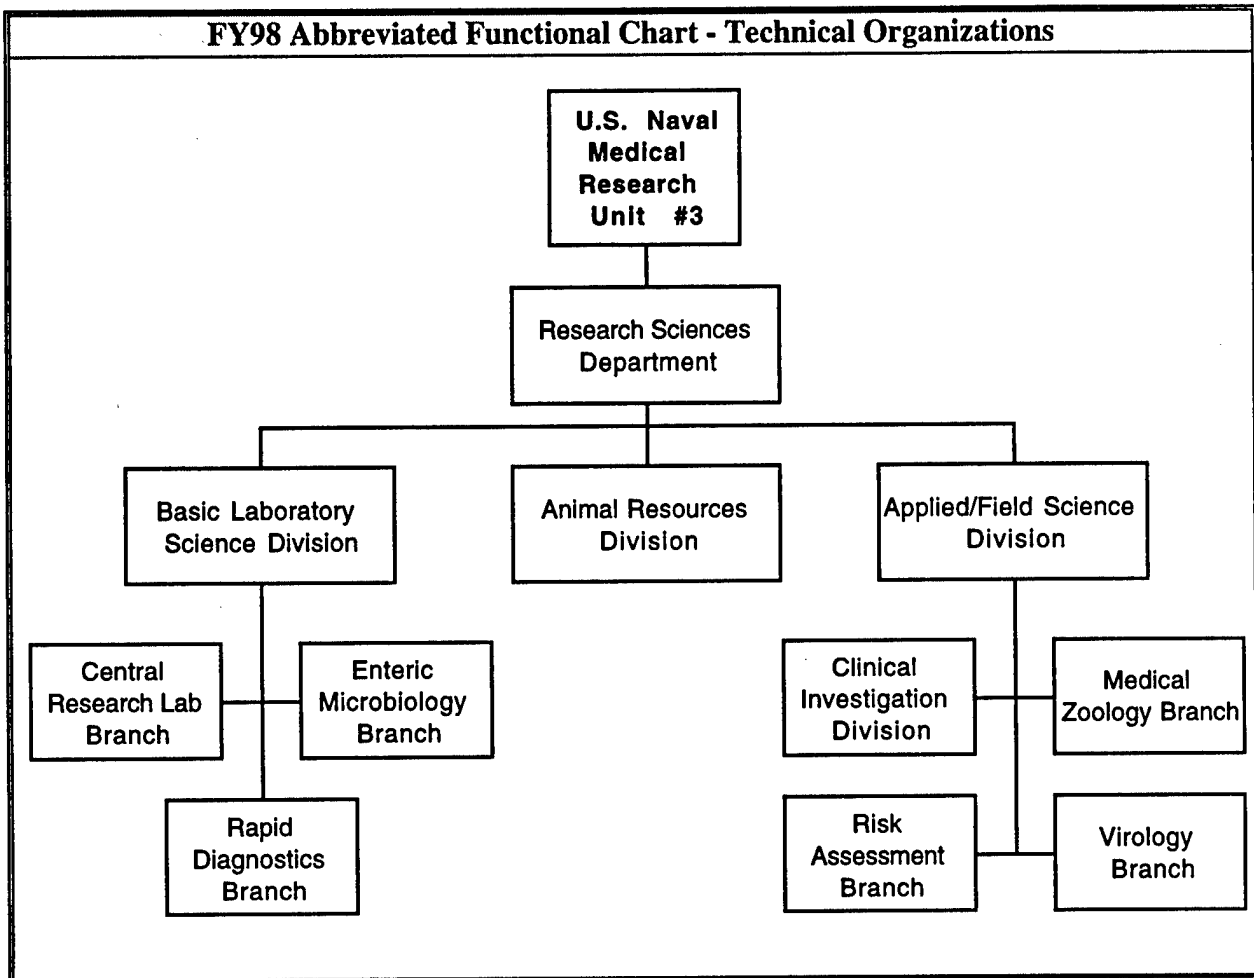 FY98 Abbreviated Functional Chart - Technical Organizations
U.S. Naval
Medical
Research
Unit #3
Research Sciences
Department
Basic Laboratory
Science Division
Animal Resources
Division
Applied/Field Science
Division
Central
Research Lab
Branch
Enteric
Microbiology
Branch
Rapid
Diagnostics
Branch
Clinical
Investigation
Division
Medical
Zoology Branch
Risk
Assessment
Branch
Virology
Branch